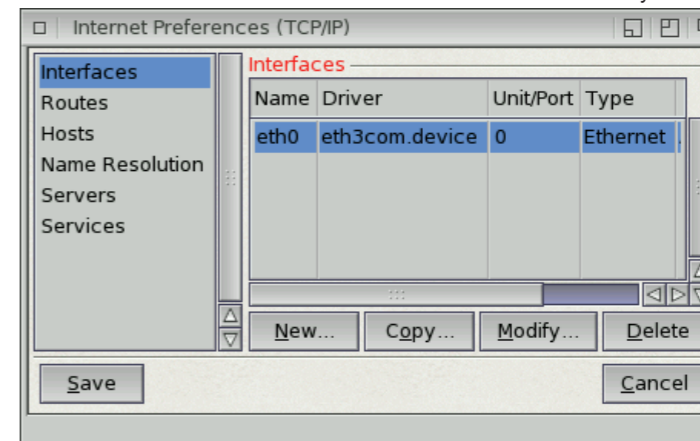 Internet Preferences (TCP/IP)
Interfaces
Routes
Hosts
Name Resolution
Servers
Services
Interfaces
Name Driver Unit/Port Type
eth0 eth3com.device 0 Ethernet
New... Copy... Modify... Delete
Save Cancel